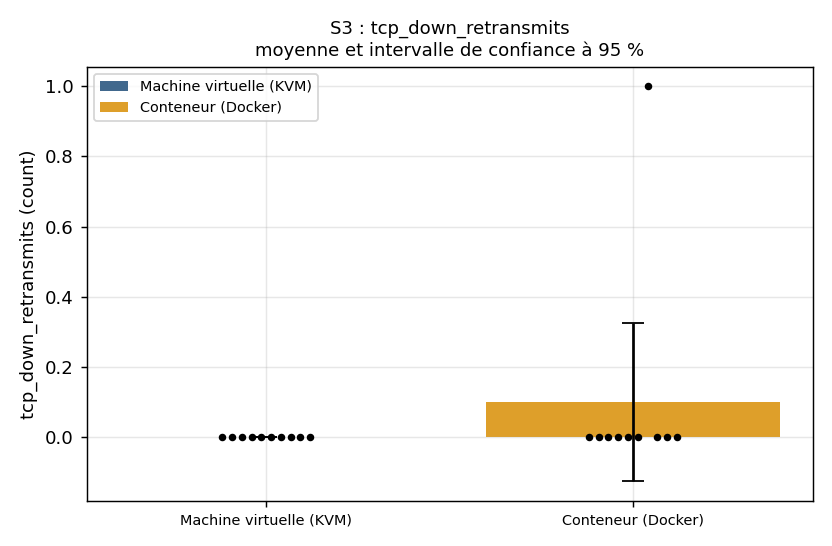 S3 : tcp_down_retransmits
moyenne et intervalle de confiance à 95 %
Machine virtuelle (KVM)
Conteneur (Docker)
tcp_down_retransmits (count)
1.0
0.8
0.6
0.4
0.2
0.0
Machine virtuelle (KVM)
Conteneur (Docker)